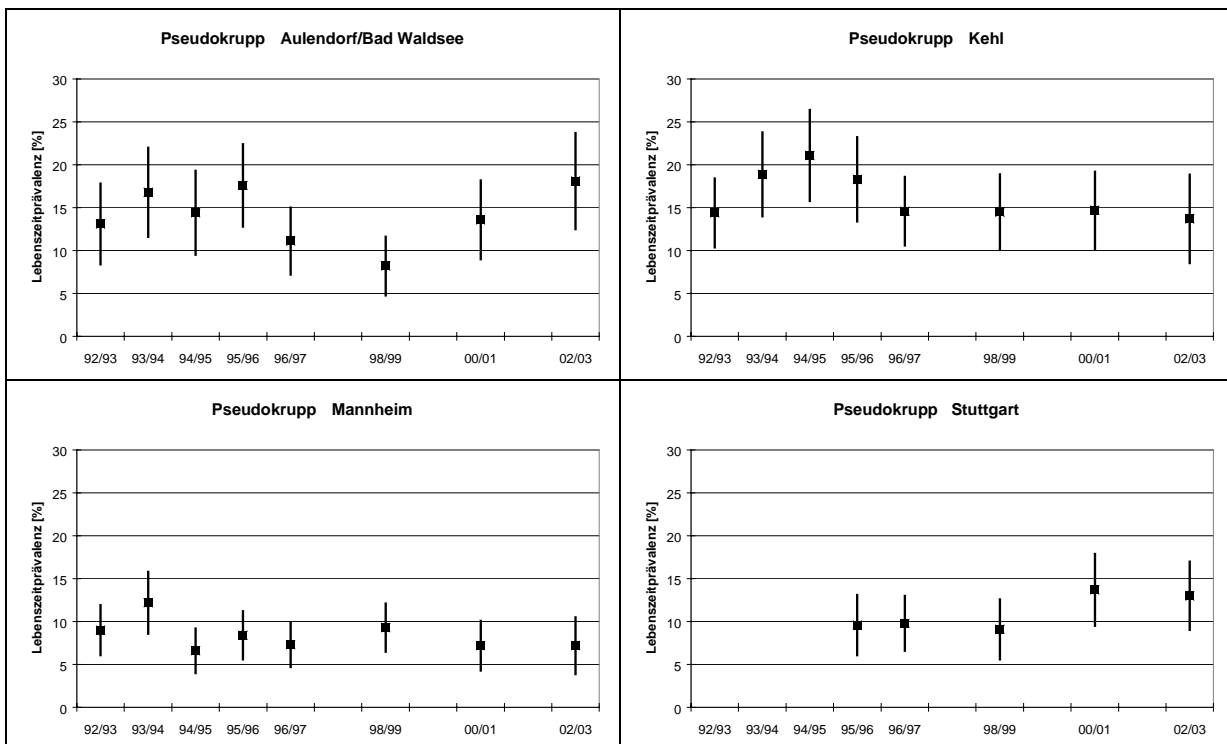 Pseudokrupp Aulendorf/Bad Waldsee
Lebenszeitprävalenz [%]
30
25
20
15
10
5
0
92/93 93/94 94/95 95/96 96/97 98/99 00/01 02/03
Pseudokrupp Kehl
Lebenszeitprävalenz [%]
30
25
20
15
10
5
0
92/93 93/94 94/95 95/96 96/97 98/99 00/01 02/03
Pseudokrupp Mannheim
Lebenszeitprävalenz [%]
30
25
20
15
10
5
0
92/93 93/94 94/95 95/96 96/97 98/99 00/01 02/03
Pseudokrupp Stuttgart
Lebenszeitprävalenz [%]
30
25
20
15
10
5
0
92/93 93/94 94/95 95/96 96/97 98/99 00/01 02/03